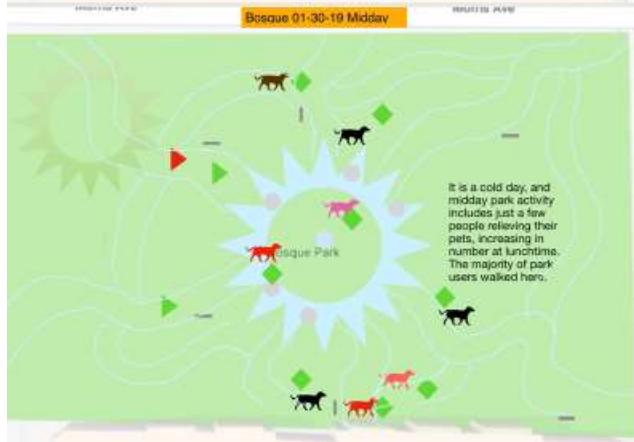 Bosque 01-30-19 Midday
It is a cold day, and
midday park activity
includes just a few
people relieving their
pets, increasing in
number at lunchtime.
The majority of park
users walked here.
Park